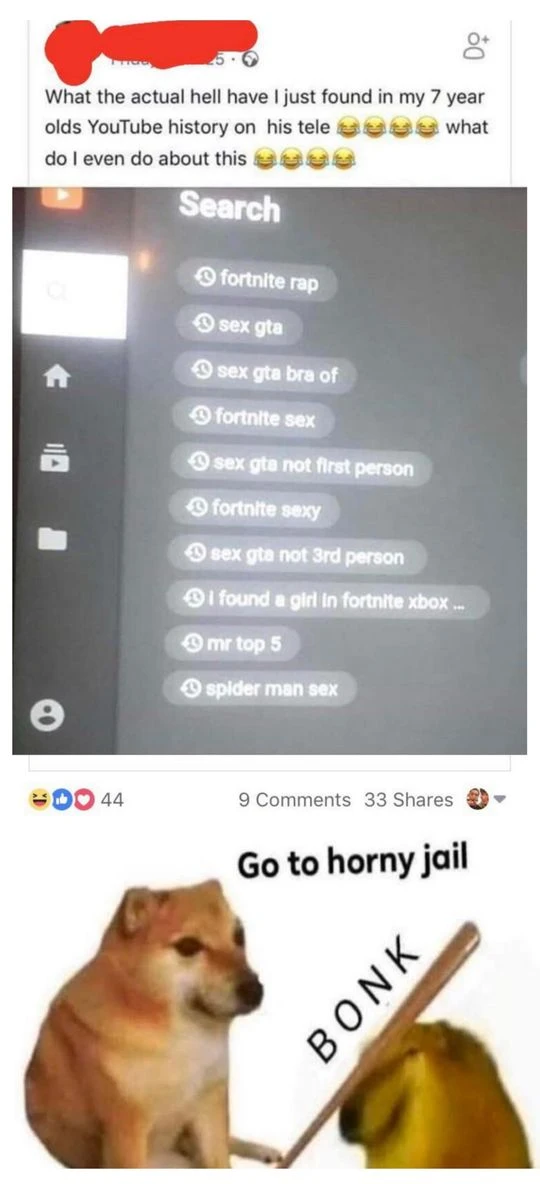 5 ·
What the actual hell have I just found in my 7 year
olds YouTube history on his tele 😂😂😂😂 what
do I even do about this 😂😂😂😂
Search
fortnite rap
sex gta
sex gta bra of
fortnite sex
sex gta not first person
fortnite sexy
sex gta not 3rd person
i found a girl in fortnite xbox ...
mr top 5
spider man sex
44 9 Comments 33 Shares
Go to horny jail
BONK